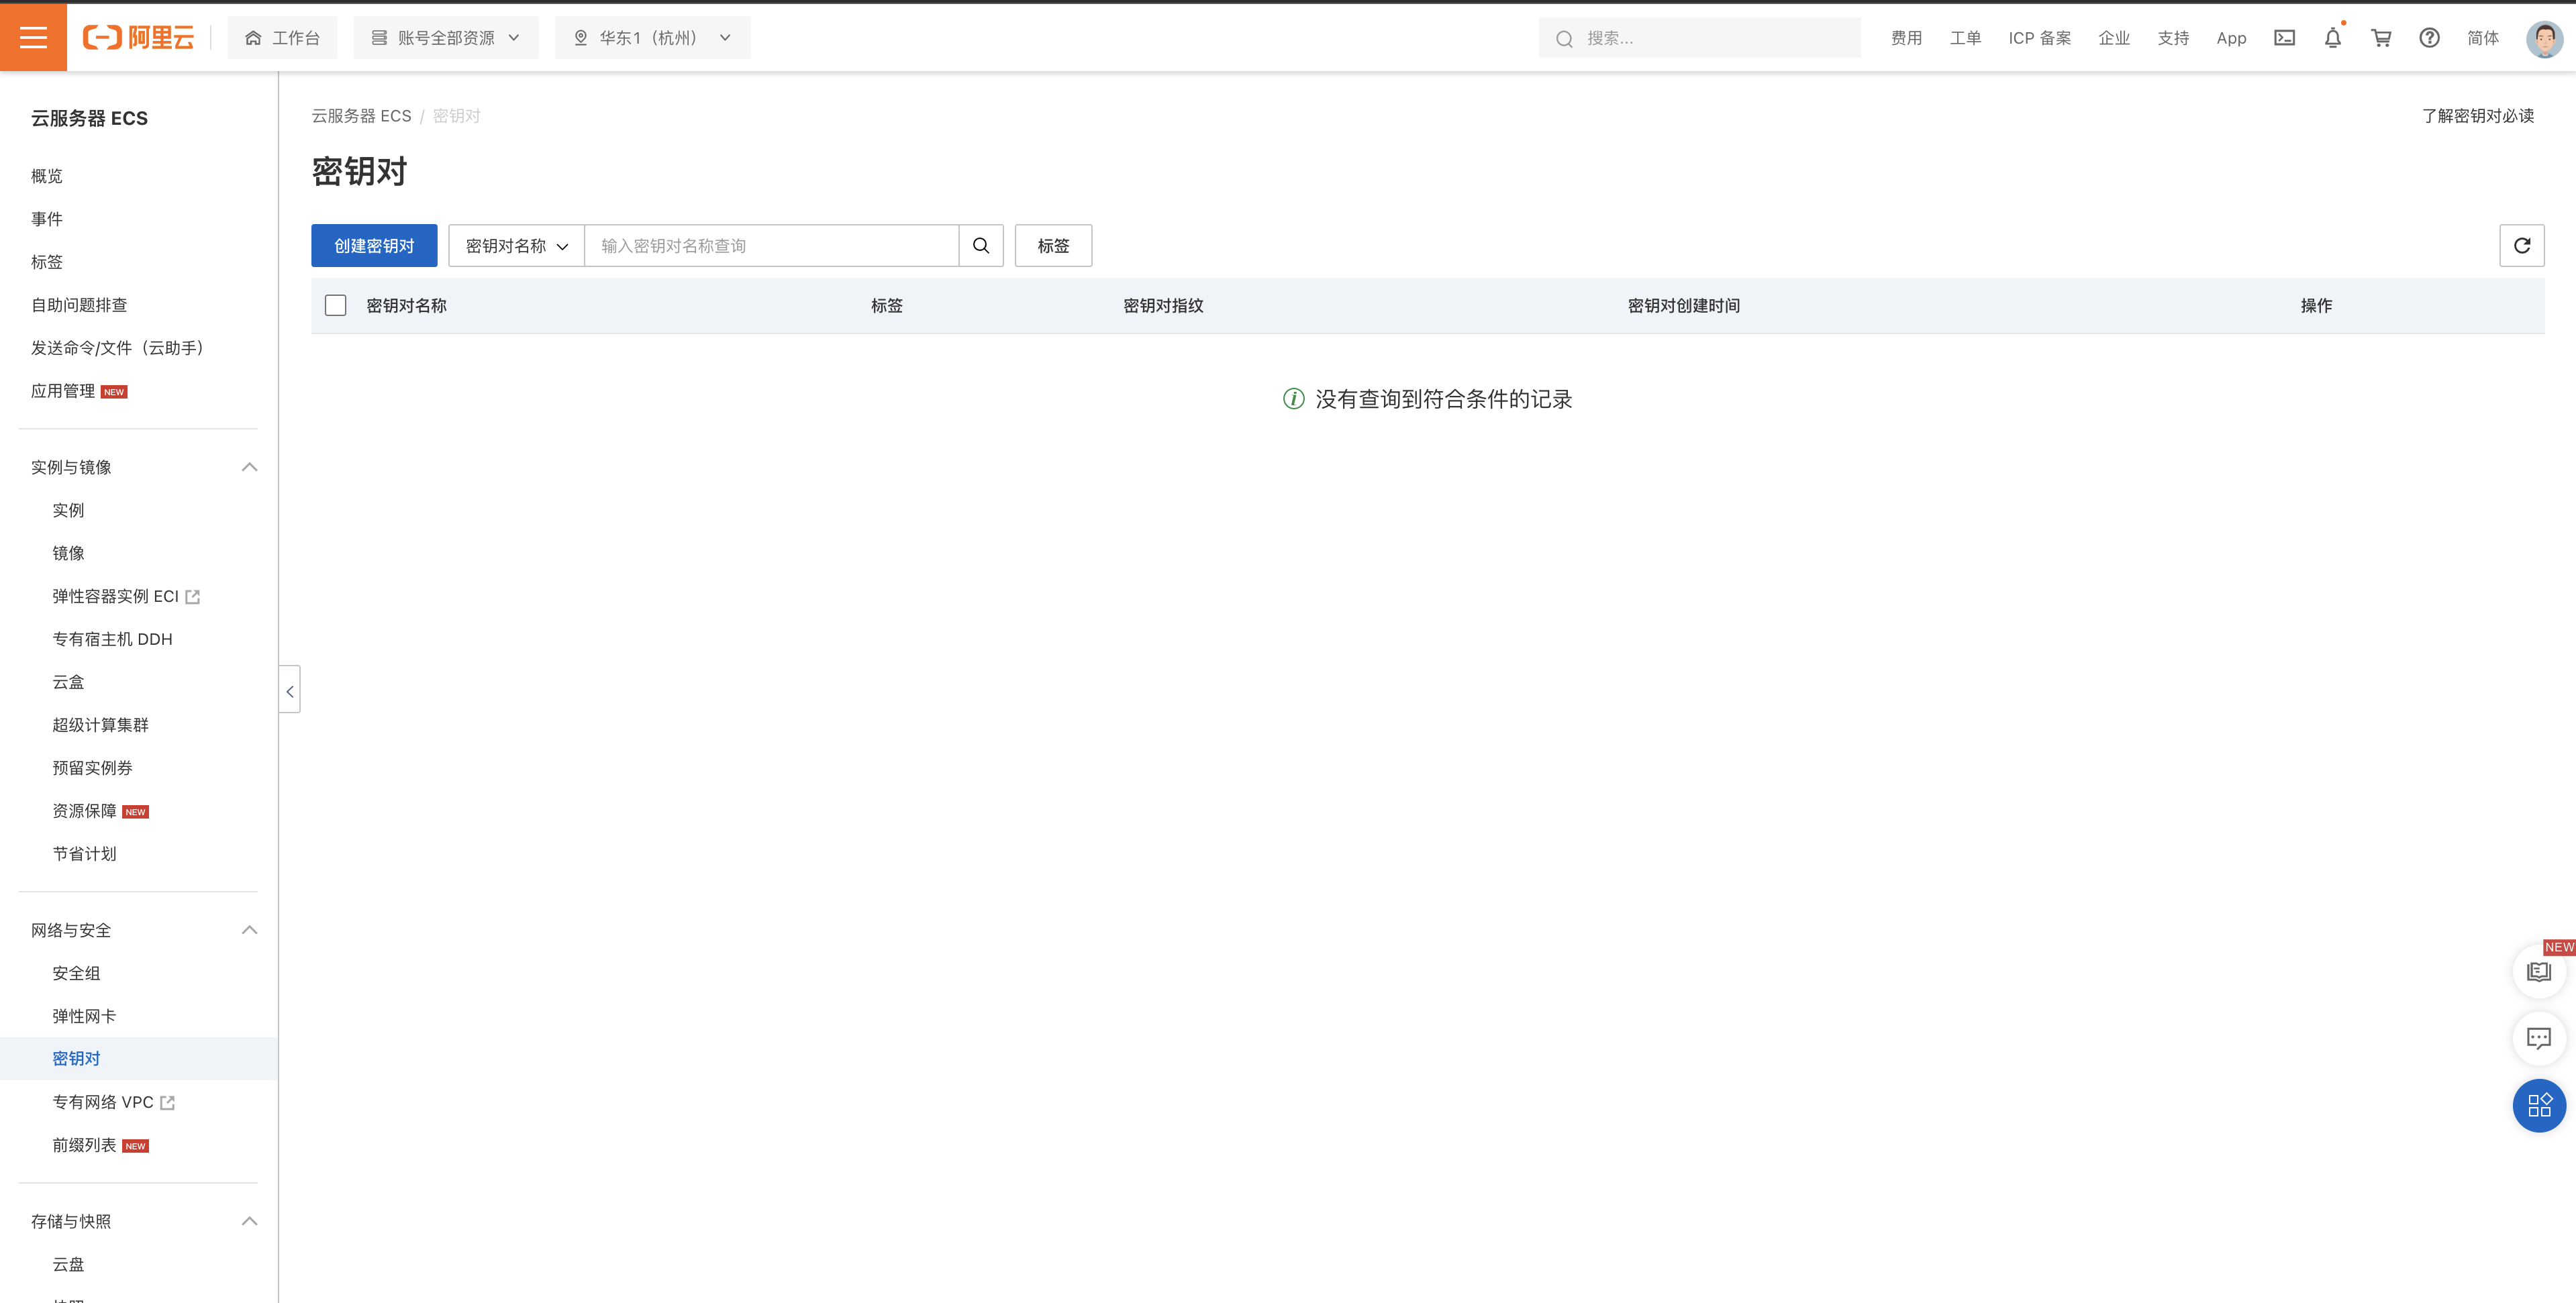 阿里云
工作台
账号全部资源
华东1（杭州）
搜索...
费用
工单
ICP 备案
企业
支持
App
简体
云服务器 ECS
概览
事件
标签
自助问题排查
发送命令/文件（云助手）
应用管理 NEW
实例与镜像
实例
镜像
弹性容器实例 ECI
专有宿主机 DDH
云盒
超级计算集群
预留实例券
资源保障 NEW
节省计划
网络与安全
安全组
弹性网卡
密钥对
专有网络 VPC
前缀列表 NEW
存储与快照
云盘
云服务器 ECS / 密钥对
了解密钥对必读
密钥对
创建密钥对
密钥对名称
输入密钥对名称查询
标签
密钥对名称
标签
密钥对指纹
密钥对创建时间
操作
没有查询到符合条件的记录
NEW